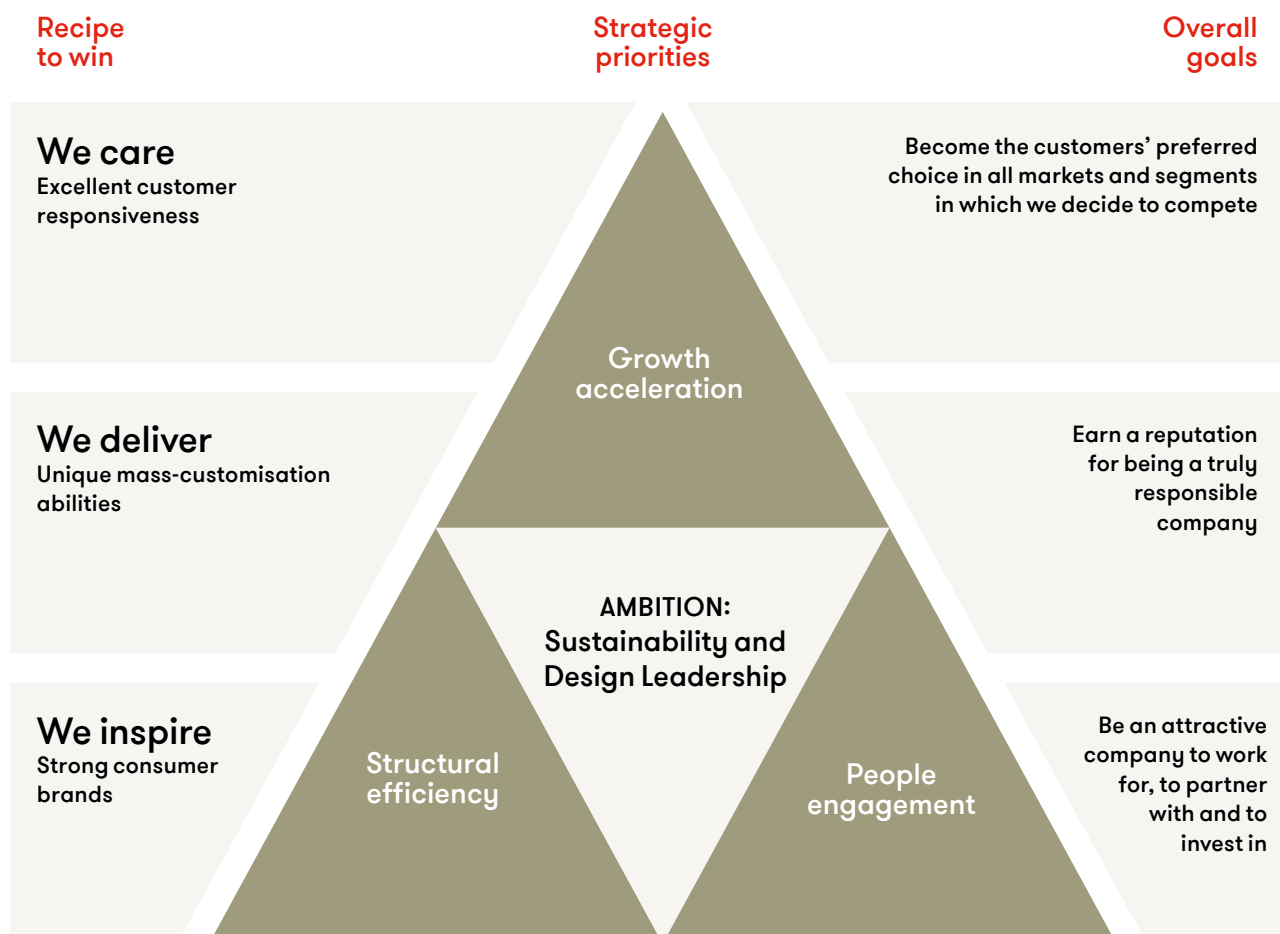 Recipe
to win
Strategic
priorities
Overall
goals
We care
Excellent customer
responsiveness
Become the customers’ preferred
choice in all markets and segments
in which we decide to compete
Growth
acceleration
We deliver
Unique mass-customisation
abilities
Earn a reputation
for being a truly
responsible
company
AMBITION:
Sustainability and
Design Leadership
We inspire
Strong consumer
brands
Structural
efficiency
People
engagement
Be an attractive
company to work
for, to partner
with and to
invest in